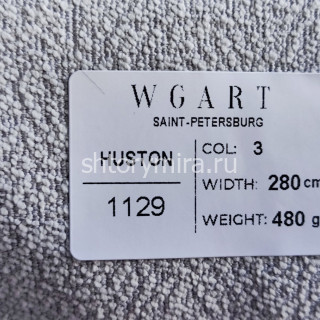 WGART
SAINT-PETERSBURG
HUSTON
1129
COL: 3
WIDTH: 280 cm
WEIGHT: 480 g
shtorymira.ru